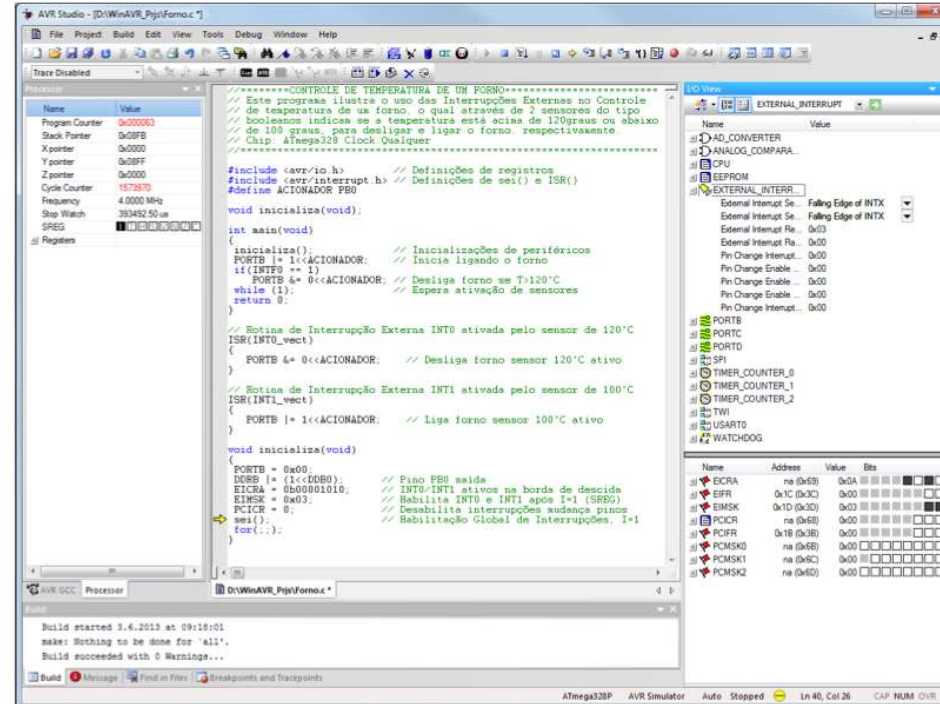 AVR Studio - [D:\WinAVR_Prjs\Forno.c *]
File Project Build Edit View Tools Debug Window Help
Trace Disabled
Processor
Name Value
Program Counter 0x000063
Stack Pointer 0x08FB
X pointer 0x0000
Y pointer 0x08FF
Z pointer 0x0000
Cycle Counter 1573970
Frequency 4.0000 MHz
Stop Watch 393492.50 us
SREG
Registers
AVR GCC Processor
//========CONTROLE DE TEMPERATURA DE UM FORNO========
// Este programa ilustra o uso das Interrupções Externas no Controle
// de temperatura de um forno, o qual através de 2 sensores do tipo
// booleanos indicam se a temperatura está acima de 120graus ou abaixo
// de 100 graus, para desligar e ligar o forno, respectivamente.
// Chip: ATmega328 Clock Qualquer
#include <avr/io.h> // Definições de registros
#include <avr/interrupt.h> // Definições de sei() e ISR()
#define ACIONADOR PB0
void inicializa(void);
int main(void)
{
inicializa(); // Inicializações de periféricos
PORTB |= 1<<ACIONADOR; // Inicia ligando o forno
if(INTF0 == 1)
PORTB &= 0<<ACIONADOR; // Desliga forno se T>120°C
while (1); // Espera ativação de sensores
return 0;
}
// Rotina de Interrupção Externa INT0 ativada pelo sensor de 120°C
ISR(INT0_vect)
{
PORTB &= 0<<ACIONADOR; // Desliga forno sensor 120°C ativo
}
// Rotina de Interrupção Externa INT1 ativada pelo sensor de 100°C
ISR(INT1_vect)
{
PORTB |= 1<<ACIONADOR; // Liga forno sensor 100°C ativo
}
void inicializa(void)
{
PORTB = 0x00;
DDRB |= (1<<DDB0); // Pino PB0 saida
EICRA = 0b00001010; // INT0/INT1 ativos na borda de descida
EIMSK = 0x03; // Habilita INT0 e INT1 após I=1 (SREG)
PCICR = 0; // Desabilita interrupções mudança pinos
sei(); // Habilitação Global de Interrupções, I=1
for(;;);
}
D:\WinAVR_Prjs\Forno.c *
I/O View
EXTERNAL_INTERRUPT
Name Value
AD_CONVERTER
ANALOG_COMPARA...
CPU
EEPROM
EXTERNAL_INTERR...
External Interrupt Se... Falling Edge of INTX
External Interrupt Se... Falling Edge of INTX
External Interrupt Re... 0x03
External Interrupt Fla... 0x00
Pin Change Interrupt... 0x00
Pin Change Enable ... 0x00
Pin Change Enable ... 0x00
Pin Change Enable ... 0x00
Pin Change Interrupt... 0x00
PORTB
PORTC
PORTD
SPI
TIMER_COUNTER_0
TIMER_COUNTER_1
TIMER_COUNTER_2
TWI
USART0
WATCHDOG
Name Address Value Bits
EICRA na (0x69) 0x0A
EIFR 0x1C (0x3C) 0x00
EIMSK 0x1D (0x3D) 0x03
PCICR na (0x68) 0x00
PCIFR 0x1B (0x3B) 0x00
PCMSK0 na (0x6B) 0x00
PCMSK1 na (0x6C) 0x00
PCMSK2 na (0x6D) 0x00
Build
Build started 3.6.2013 at 09:18:01
make: Nothing to be done for 'all'.
Build succeeded with 0 Warnings...
Build Message Find in Files Breakpoints and Tracepoints
ATmega328P AVR Simulator Auto Stopped Ln 40, Col 26 CAP NUM OVR